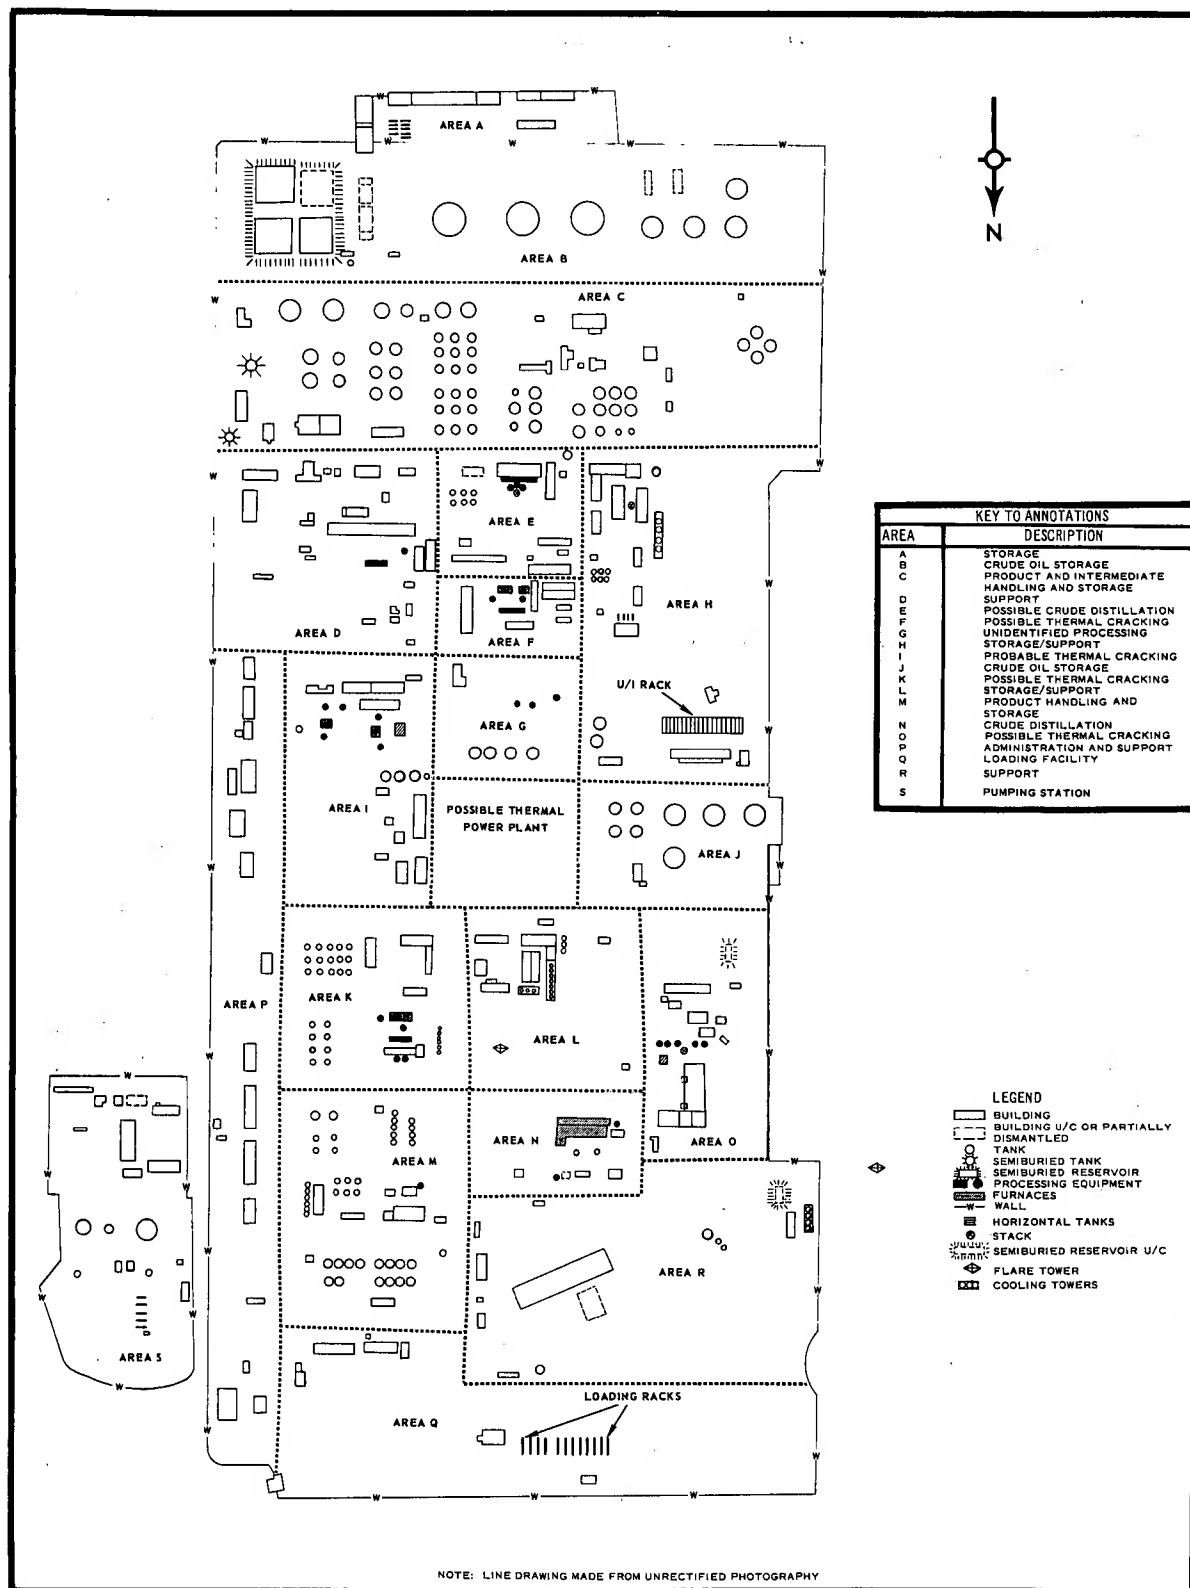 W
AREA A
W
W
W
W
W
W
N
AREA B
W
W
AREA C
W
W
W
AREA E
KEY TO ANNOTATIONS
AREA DESCRIPTION
A STORAGE
B CRUDE OIL STORAGE
C PRODUCT AND INTERMEDIATE
HANDLING AND STORAGE
D SUPPORT
E POSSIBLE CRUDE DISTILLATION
F POSSIBLE THERMAL CRACKING
G UNIDENTIFIED PROCESSING
H STORAGE/SUPPORT
I PROBABLE THERMAL CRACKING
J CRUDE OIL STORAGE
K POSSIBLE THERMAL CRACKING
L STORAGE/SUPPORT
M PRODUCT HANDLING AND
STORAGE
N CRUDE DISTILLATION
O POSSIBLE THERMAL CRACKING
P ADMINISTRATION AND SUPPORT
Q LOADING FACILITY
R SUPPORT
S PUMPING STATION
W
AREA H
AREA D
AREA F
W
U/I RACK
AREA G
W
AREA I
POSSIBLE THERMAL
POWER PLANT
AREA J
W
W
W
AREA P
AREA K
AREA L
W
W
W
LEGEND
BUILDING
BUILDING U/C OR PARTIALLY
DISMANTLED
TANK
SEMIBURIED TANK
SEMIBURIED RESERVOIR
PROCESSING EQUIPMENT
FURNACES
W WALL
HORIZONTAL TANKS
STACK
SEMIBURIED RESERVOIR U/C
FLARE TOWER
COOLING TOWERS
AREA N
AREA O
AREA M
W
W
W
W
W
W
AREA R
W
W
W
W
AREA S
W
LOADING RACKS
AREA Q
W
W
W
W
W
NOTE: LINE DRAWING MADE FROM UNRECTIFIED PHOTOGRAPHY